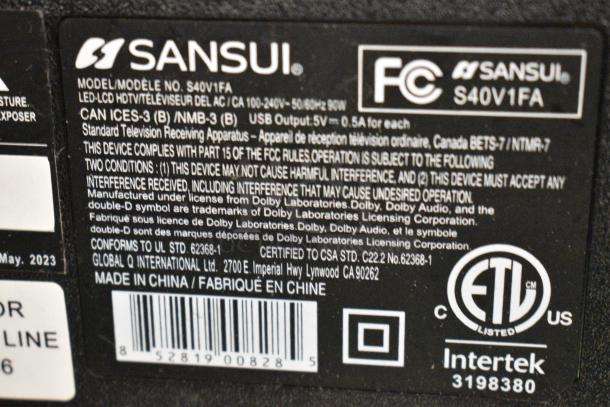 SANSUI®
MODEL/MODÈLE NO. S40V1FA
LED-LCD HDTV/TÉLÉVISEUR DEL AC / CA 100-240V~ 50/60Hz 90W
CAN ICES-3 (B) /NMB-3 (B) USB Output:5V⎓ 0.5A for each
Standard Television Receiving Apparatus – Appareil de réception télévision ordinaire, Canada BETS-7 / NTMR-7
THIS DEVICE COMPLIES WITH PART 15 OF THE FCC RULES.OPERATION IS SUBJECT TO THE FOLLOWING
TWO CONDITIONS : (1) THIS DEVICE MAY NOT CAUSE HARMFUL INTERFERENCE, AND (2) THIS DEVICE MUST ACCEPT ANY
INTERFERENCE RECEIVED, INCLUDING INTERFERENCE THAT MAY CAUSE UNDESIRED OPERATION.
Manufactured under license from Dolby Laboratories.Dolby, Dolby Audio, and the
double-D symbol are trademarks of Dolby Laboratories Licensing Corporation.
Fabriqué sous licence de Dolby Laboratories.Dolby, Dolby Audio, et le symbole
double-D sont des marques déposées de Dolby Laboratories Licensing Corporation.
CONFORMS TO UL STD. 62368-1 CERTIFIED TO CSA STD. C22.2 No.62368-1
GLOBAL Q INTERNATIONAL Ltd. 2700 E. Imperial Hwy Lynwood CA 90262
MADE IN CHINA / FABRIQUÉ EN CHINE
8 52819 00828 5
FC SANSUI®
S40V1FA
ETL CM
LISTED
C US
Intertek
3198380
STURE.
EXPOSER
May. 2023
OR
LINE
6